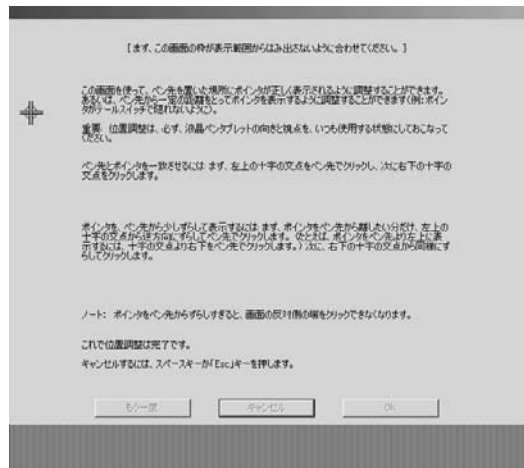 [ まず、この画面の枠が表示範囲からはみ出さないように合わせてください。 ]
この画面を使って、ペン先を置いた場所にポインタが正しく表示されるように調整することができます。
あるいは、ペン先から一定の距離をとってポインタを表示するように調整することができます(例:ポイン
タがテールスイッチで隠れないように)。
重要: 位置調整は、必ず、液晶ペンタブレットの向きと視点を、いつも使用する状態にしておこなって
ください。
ペン先とポインタを一致させるには: まず、左上の十字の交点をペン先でクリックし、次に右下の十字の
交点をクリックします。
ポインタを、ペン先から少しずらして表示するには: まず、ポインタをペン先から離したい分だけ、左上の
十字の交点から逆方向にずらしてペン先でクリックします。(たとえば、ポインタをペン先より左上に表
示するには、十字の交点より右下をペン先でクリックします。) 次に、右下の十字の交点から同様にず
らしてクリックします。
ノート: ポインタをペン先からずらしすぎると、画面の反対側の端をクリックできなくなります。
これで位置調整は完了です。
キャンセルするには、スペースキーか「Esc」キーを押します。
もう一度
キャンセル
Ok